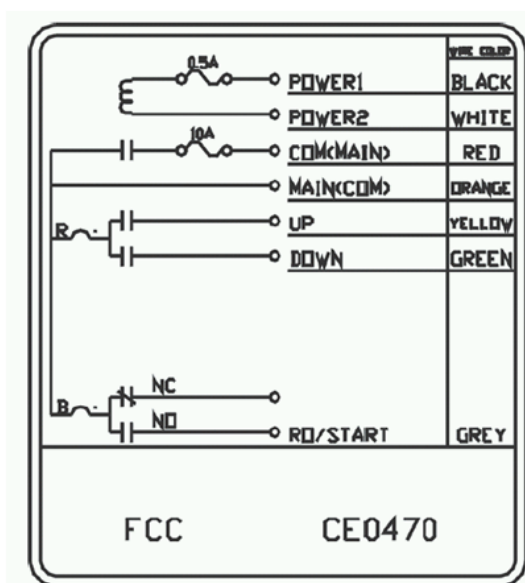 WIRE COLOR
0.5A
POWER1 BLACK
POWER2 WHITE
10A
COM(MAIN) RED
MAIN(COM) ORANGE
R UP YELLOW
DOWN GREEN
NC
B
NO
RO/START GREY
FCC CE0470